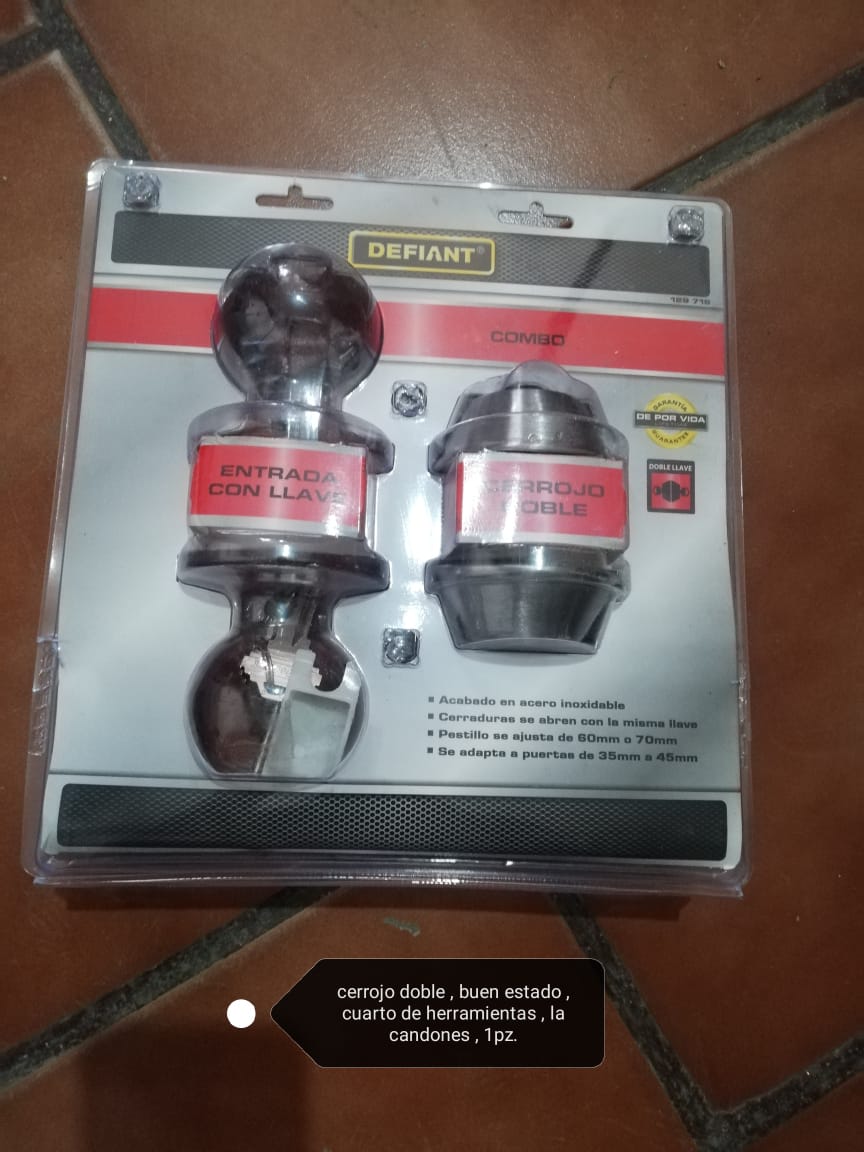 DEFIANT®
129 715
COMBO
GARANTÍA
DE POR VIDA
GUARANTEE
DOBLE LLAVE
ENTRADA
CON LLAVE
CERROJO
DOBLE
Acabado en acero inoxidable
Cerraduras se abren con la misma llave
Pestillo se ajusta de 60mm o 70mm
Se adapta a puertas de 35mm a 45mm
cerrojo doble , buen estado ,
cuarto de herramientas , la
candones , 1pz.